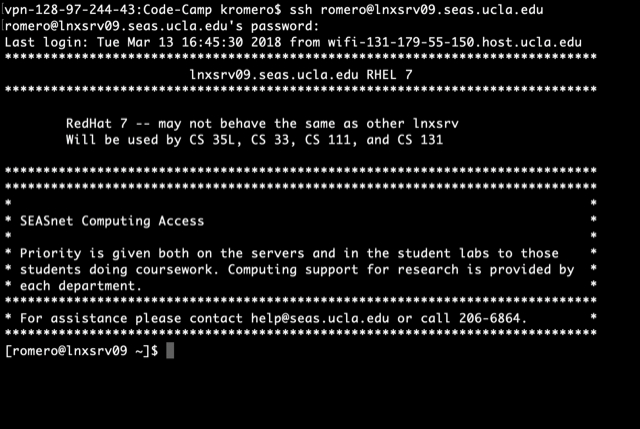 vpn-128-97-244-43:Code-Camp kromero$ ssh romero@lnxsrv09.seas.ucla.edu
romero@lnxsrv09.seas.ucla.edu's password:
Last login: Tue Mar 13 16:45:30 2018 from wifi-131-179-55-150.host.ucla.edu
*****************************************************************************
lnxsrv09.seas.ucla.edu RHEL 7
*****************************************************************************
RedHat 7 -- may not behave the same as other lnxsrv
Will be used by CS 35L, CS 33, CS 111, and CS 131
*****************************************************************************
*****************************************************************************
* *
* SEASnet Computing Access *
* *
* Priority is given both on the servers and in the student labs to those *
* students doing coursework. Computing support for research is provided by *
* each department. *
*****************************************************************************
* For assistance please contact help@seas.ucla.edu or call 206-6864. *
*****************************************************************************
[romero@lnxsrv09 ~]$